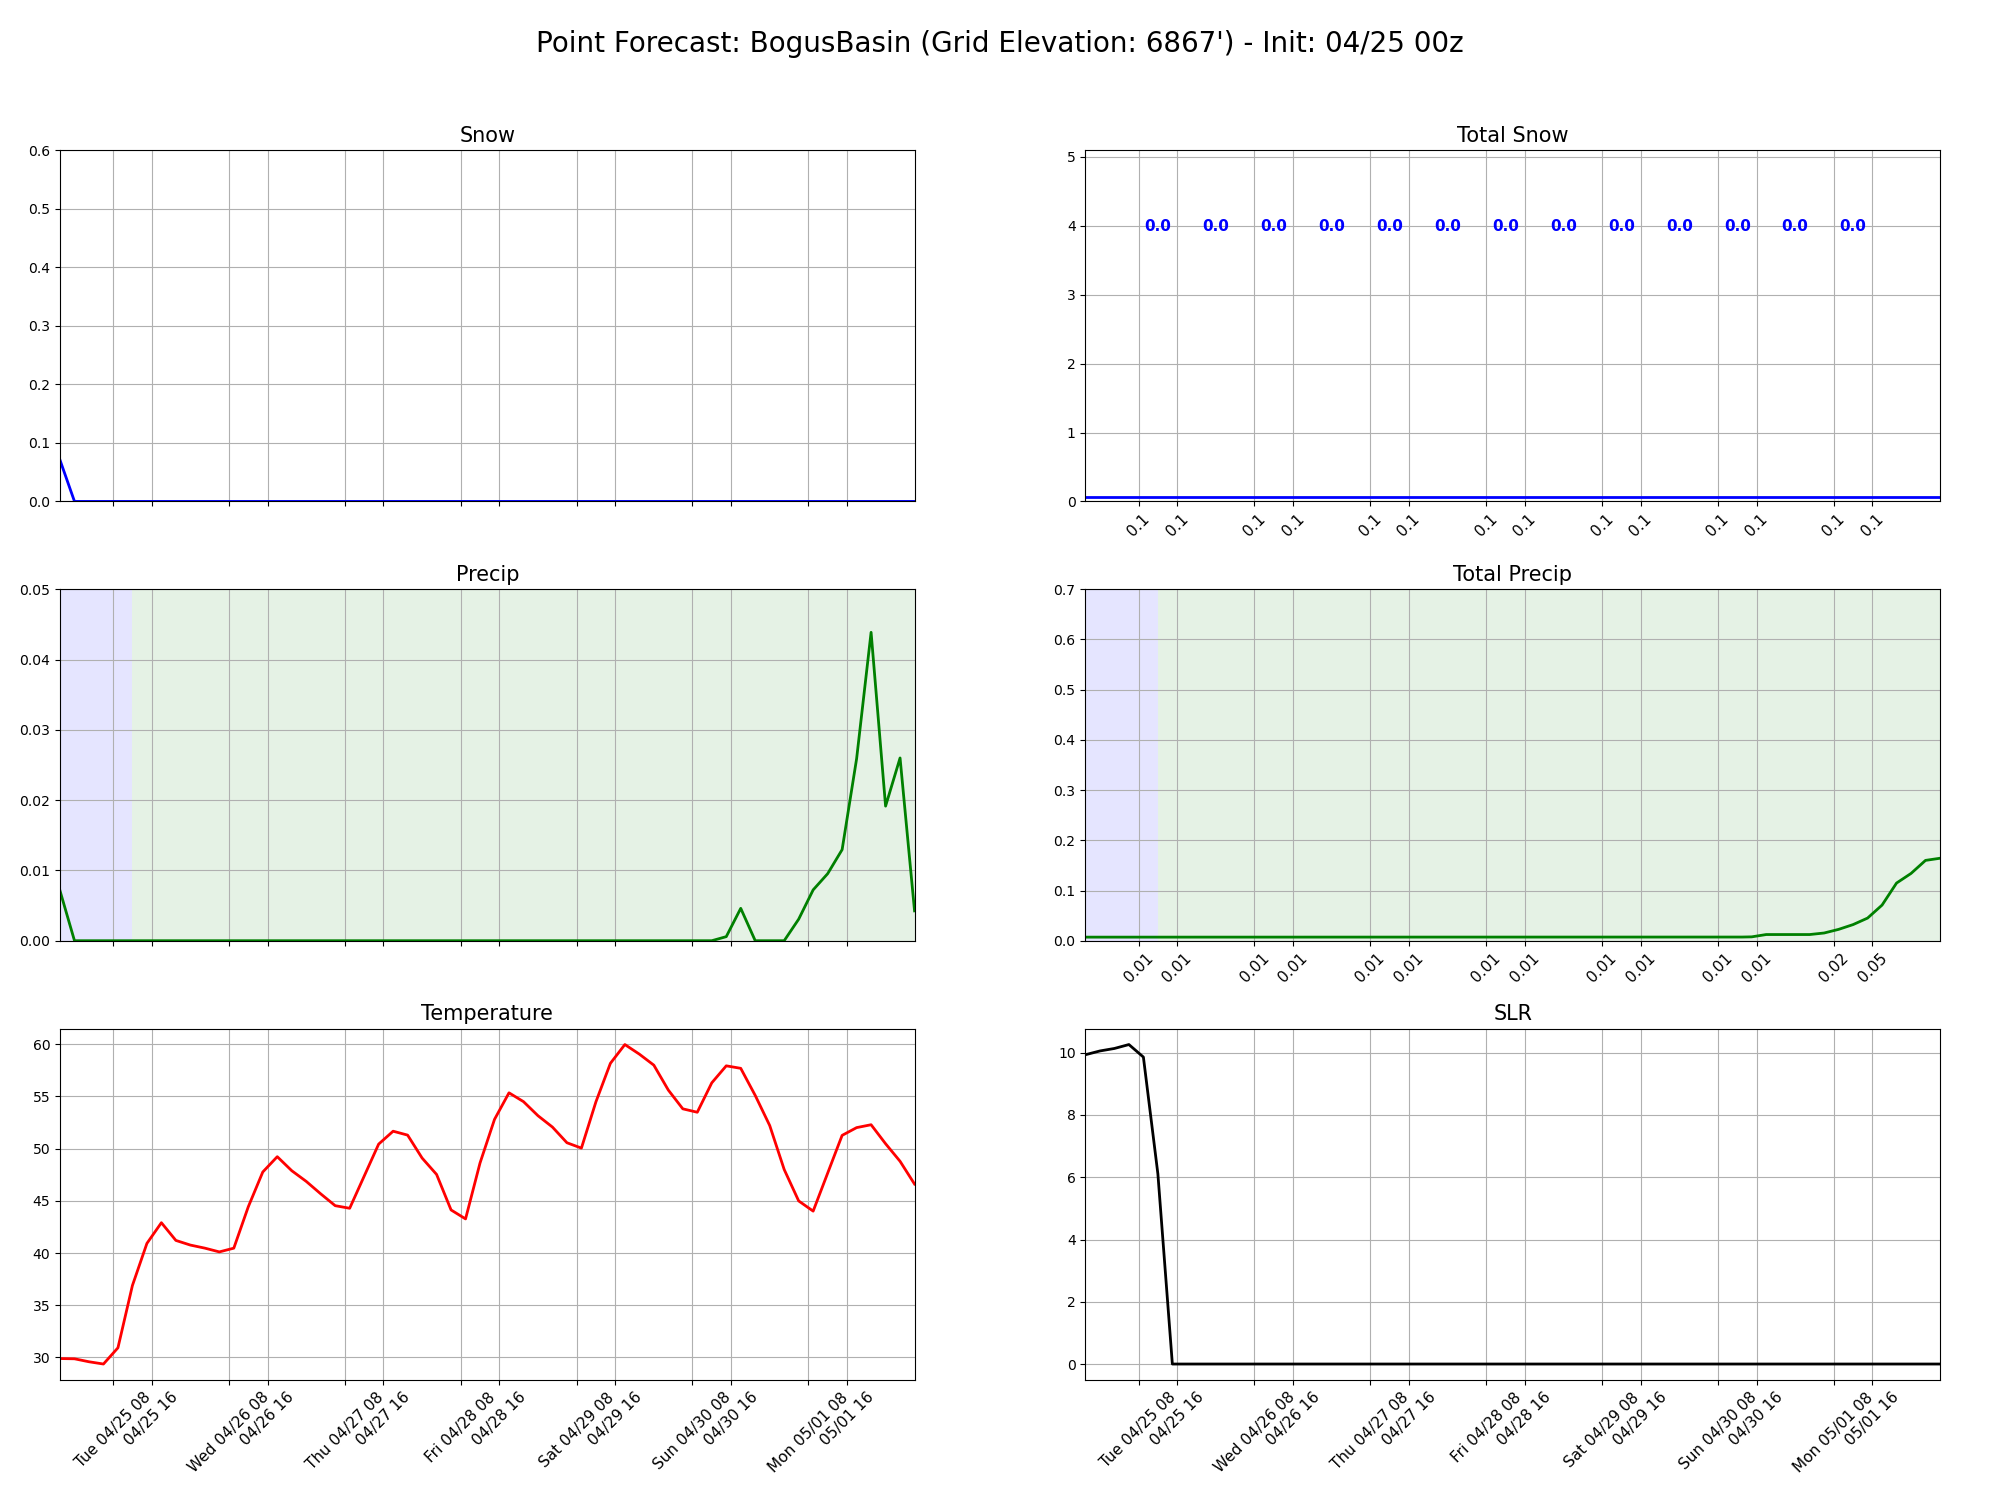 Point Forecast: BogusBasin (Grid Elevation: 6867') - Init: 04/25 00z
Snow
0.6
0.5
0.4
0.3
0.2
0.1
0.0
Total Snow
5
4
3
2
1
0
0.0 0.0 0.0 0.0 0.0 0.0 0.0 0.0 0.0 0.0 0.0 0.0 0.0
0.1 0.1 0.1 0.1 0.1 0.1 0.1 0.1 0.1 0.1 0.1 0.1 0.1 0.1
Precip
0.05
0.04
0.03
0.02
0.01
0.00
Total Precip
0.7
0.6
0.5
0.4
0.3
0.2
0.1
0.0
0.01 0.01 0.01 0.01 0.01 0.01 0.01 0.01 0.01 0.01 0.01 0.01 0.02 0.05
Temperature
60
55
50
45
40
35
30
Tue 04/25 08
04/25 16
Wed 04/26 08
04/26 16
Thu 04/27 08
04/27 16
Fri 04/28 08
04/28 16
Sat 04/29 08
04/29 16
Sun 04/30 08
04/30 16
Mon 05/01 08
05/01 16
SLR
10
8
6
4
2
0
Tue 04/25 08
04/25 16
Wed 04/26 08
04/26 16
Thu 04/27 08
04/27 16
Fri 04/28 08
04/28 16
Sat 04/29 08
04/29 16
Sun 04/30 08
04/30 16
Mon 05/01 08
05/01 16